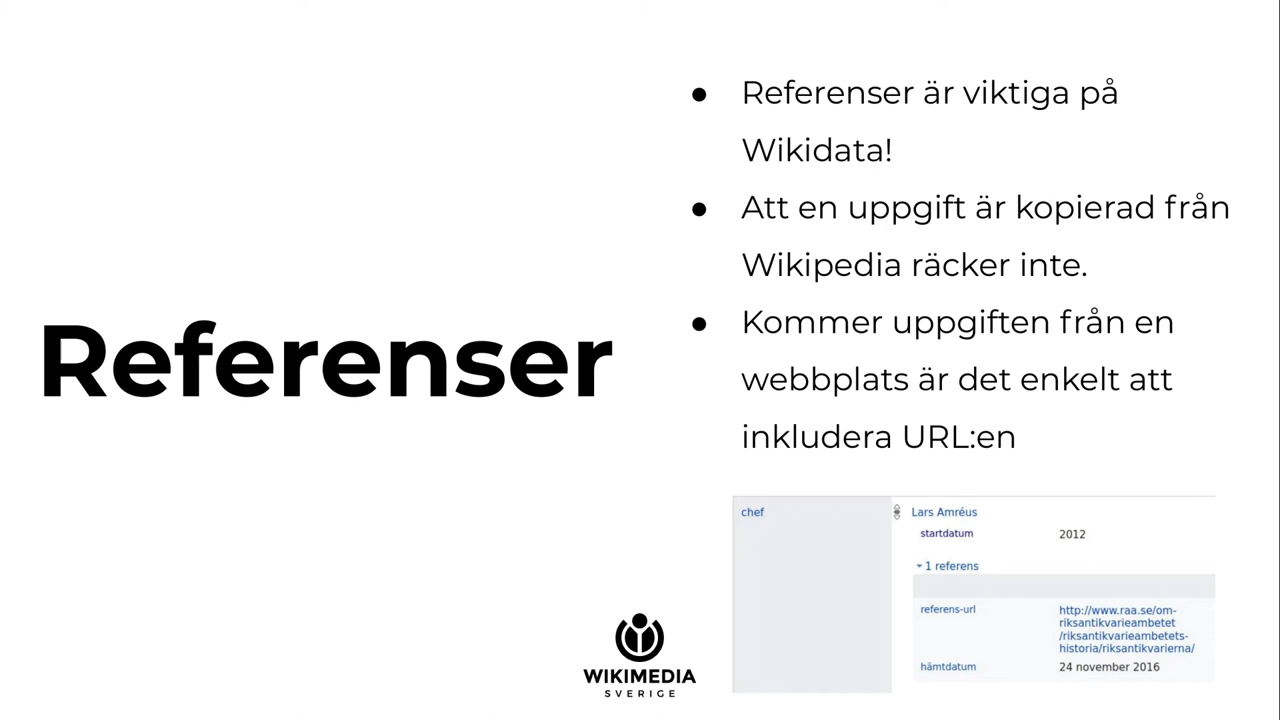 Referenser
● Referenser är viktiga på
Wikidata!
● Att en uppgift är kopierad från
Wikipedia räcker inte.
● Kommer uppgiften från en
webbplats är det enkelt att
inkludera URL:en
chef
Lars Amréus
startdatum 2012
1 referens
referens-url
http://www.raa.se/om-
riksantikvarieambetet
/riksantikvarieambetets-
historia/riksantikvarierna/
hämtdatum 24 november 2016
WIKIMEDIA
SVERIGE